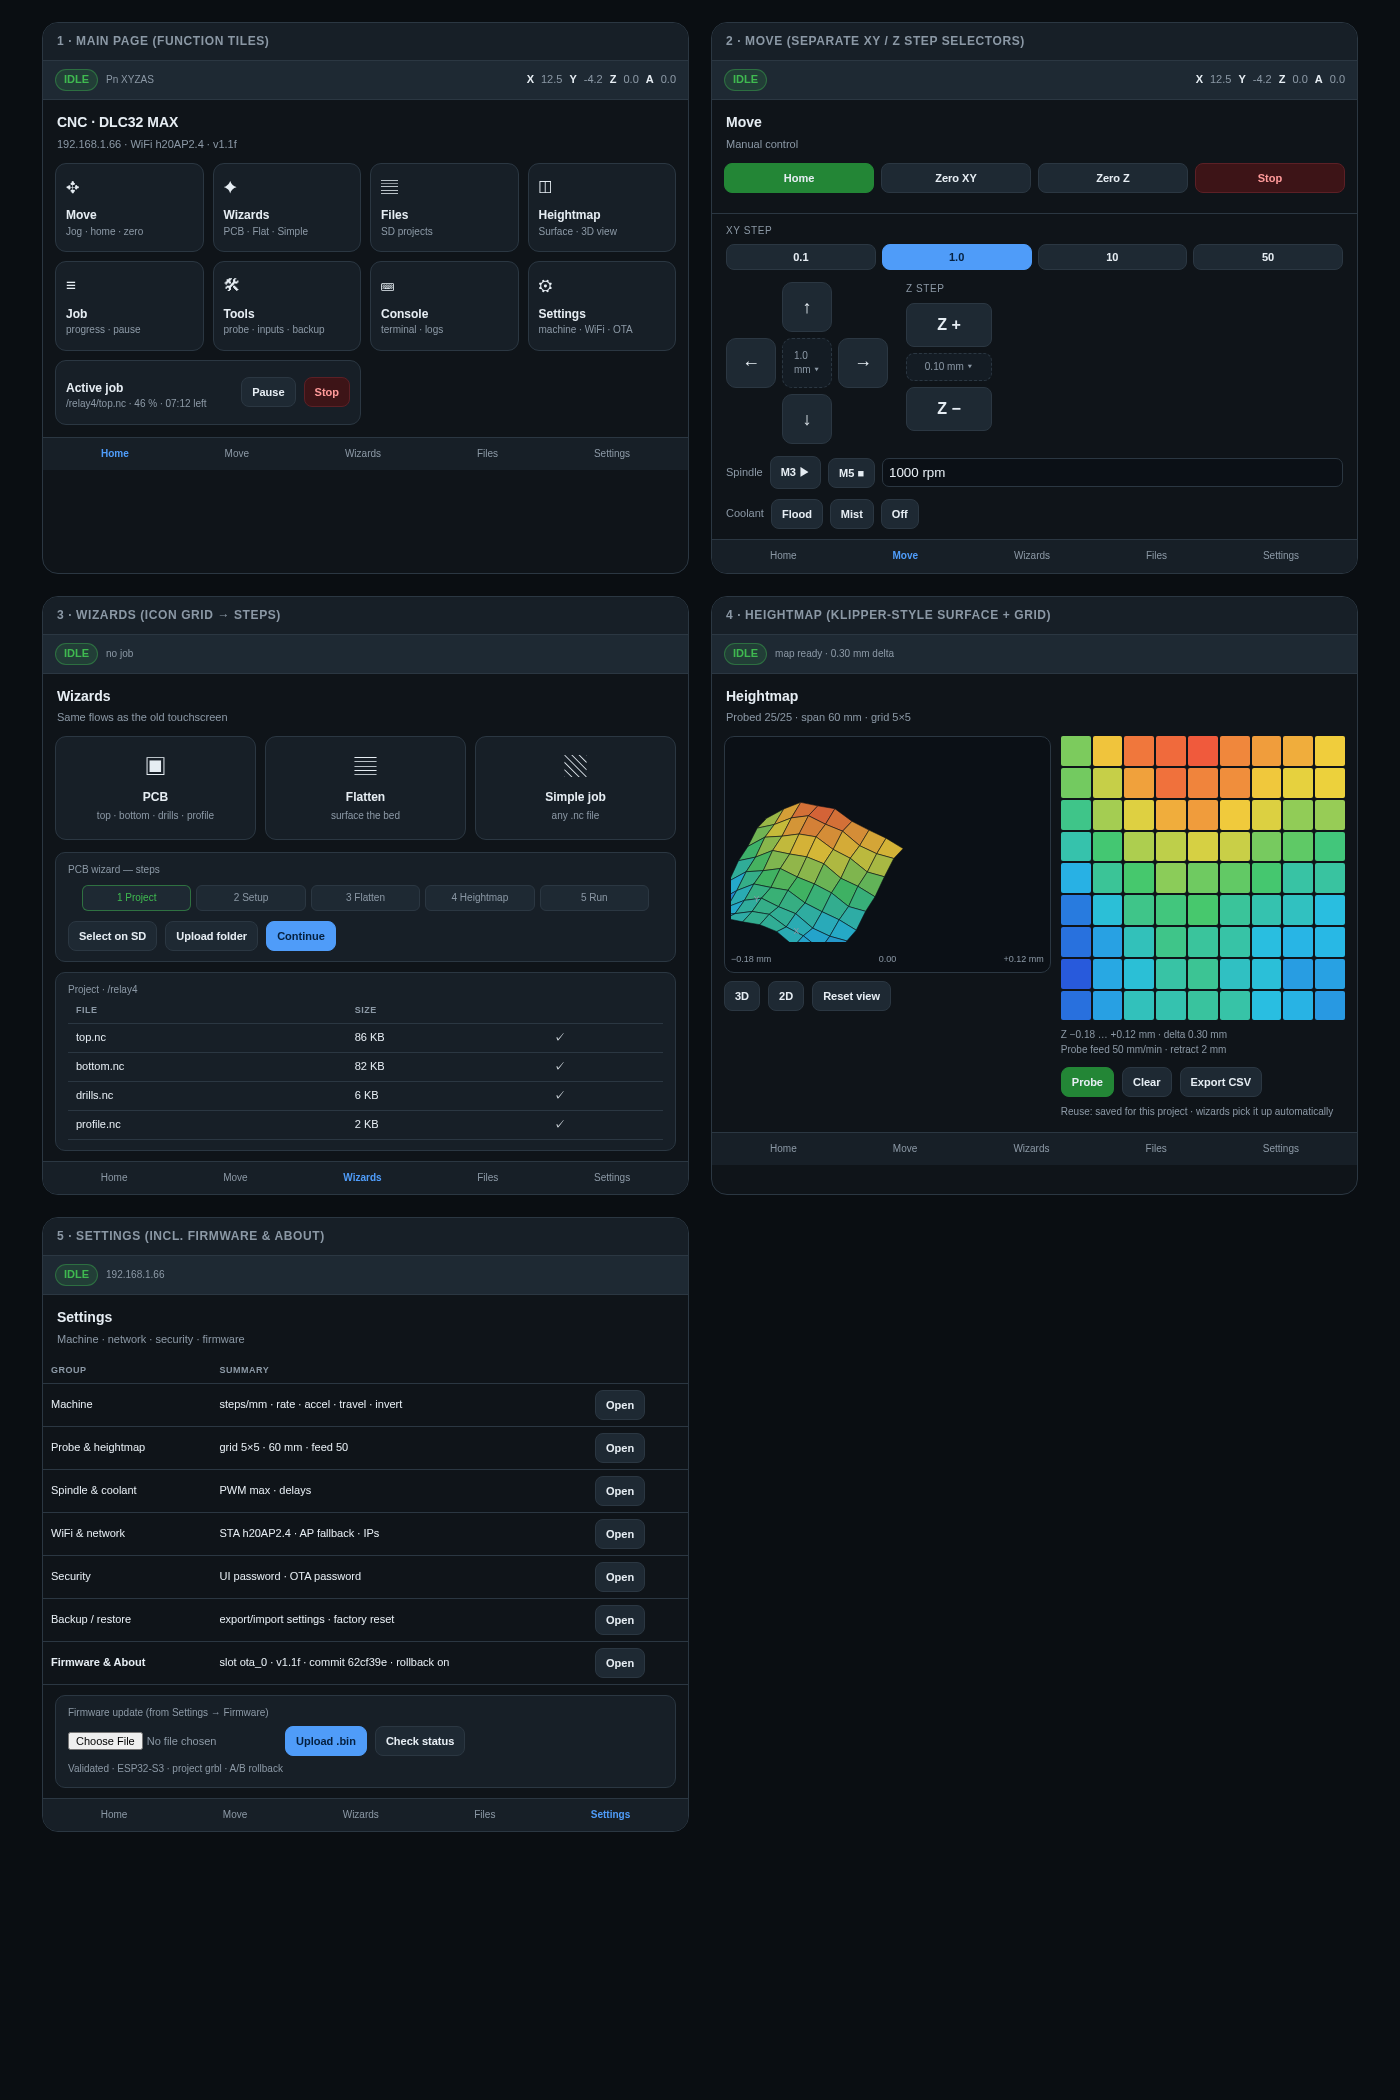 1 · MAIN PAGE (FUNCTION TILES)
IDLE Pn XYZAS X 12.5 Y -4.2 Z 0.0 A 0.0
CNC · DLC32 MAX
192.168.1.66 · WiFi h20AP2.4 · v1.1f
Move
Jog · home · zero
Wizards
PCB · Flat · Simple
Files
SD projects
Heightmap
Surface · 3D view
Job
progress · pause
Tools
probe · inputs · backup
Console
terminal · logs
Settings
machine · WiFi · OTA
Active job
/relay4/top.nc · 46 % · 07:12 left
Pause Stop
Home Move Wizards Files Settings
2 · MOVE (SEPARATE XY / Z STEP SELECTORS)
IDLE X 12.5 Y -4.2 Z 0.0 A 0.0
Move
Manual control
Home Zero XY Zero Z Stop
XY STEP
0.1 1.0 10 50
↑
← 1.0 mm ▾ →
↓
Z STEP
Z +
0.10 mm ▾
Z −
Spindle M3 ▶ M5 ■ 1000 rpm
Coolant Flood Mist Off
Home Move Wizards Files Settings
3 · WIZARDS (ICON GRID → STEPS)
IDLE no job
Wizards
Same flows as the old touchscreen
PCB
top · bottom · drills · profile
Flatten
surface the bed
Simple job
any .nc file
PCB wizard — steps
1 Project 2 Setup 3 Flatten 4 Heightmap 5 Run
Select on SD Upload folder Continue
Project · /relay4
FILE SIZE
top.nc 86 KB ✓
bottom.nc 82 KB ✓
drills.nc 6 KB ✓
profile.nc 2 KB ✓
Home Move Wizards Files Settings
4 · HEIGHTMAP (KLIPPER-STYLE SURFACE + GRID)
IDLE map ready · 0.30 mm delta
Heightmap
Probed 25/25 · span 60 mm · grid 5×5
−0.18 mm 0.00 +0.12 mm
3D 2D Reset view
Z −0.18 … +0.12 mm · delta 0.30 mm
Probe feed 50 mm/min · retract 2 mm
Probe Clear Export CSV
Reuse: saved for this project · wizards pick it up automatically
Home Move Wizards Files Settings
5 · SETTINGS (INCL. FIRMWARE & ABOUT)
IDLE 192.168.1.66
Settings
Machine · network · security · firmware
GROUP SUMMARY
Machine steps/mm · rate · accel · travel · invert Open
Probe & heightmap grid 5×5 · 60 mm · feed 50 Open
Spindle & coolant PWM max · delays Open
WiFi & network STA h20AP2.4 · AP fallback · IPs Open
Security UI password · OTA password Open
Backup / restore export/import settings · factory reset Open
Firmware & About slot ota_0 · v1.1f · commit 62cf39e · rollback on Open
Firmware update (from Settings → Firmware)
Choose File No file chosen Upload .bin Check status
Validated · ESP32-S3 · project grbl · A/B rollback
Home Move Wizards Files Settings